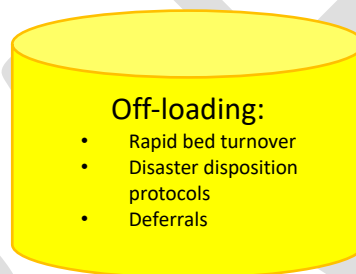 Off-loading:
• Rapid bed turnover
• Disaster disposition
protocols
• Deferrals